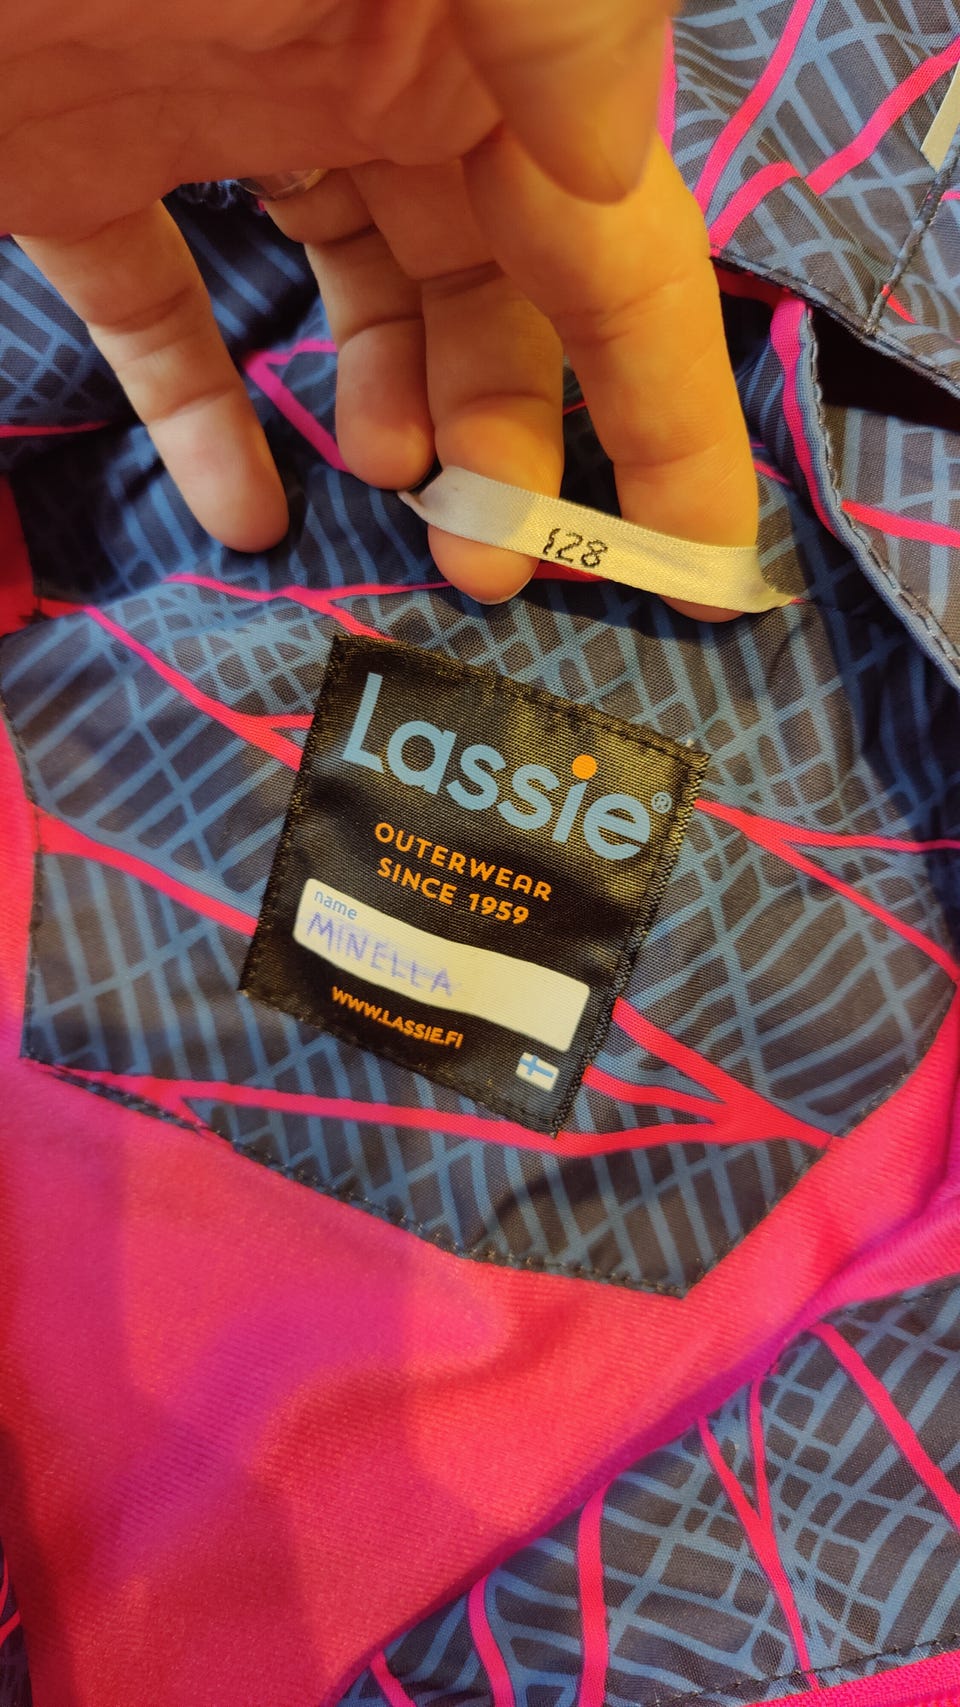 128
Lassie®
OUTERWEAR
SINCE 1959
name
MINELLA
WWW.LASSIE.FI